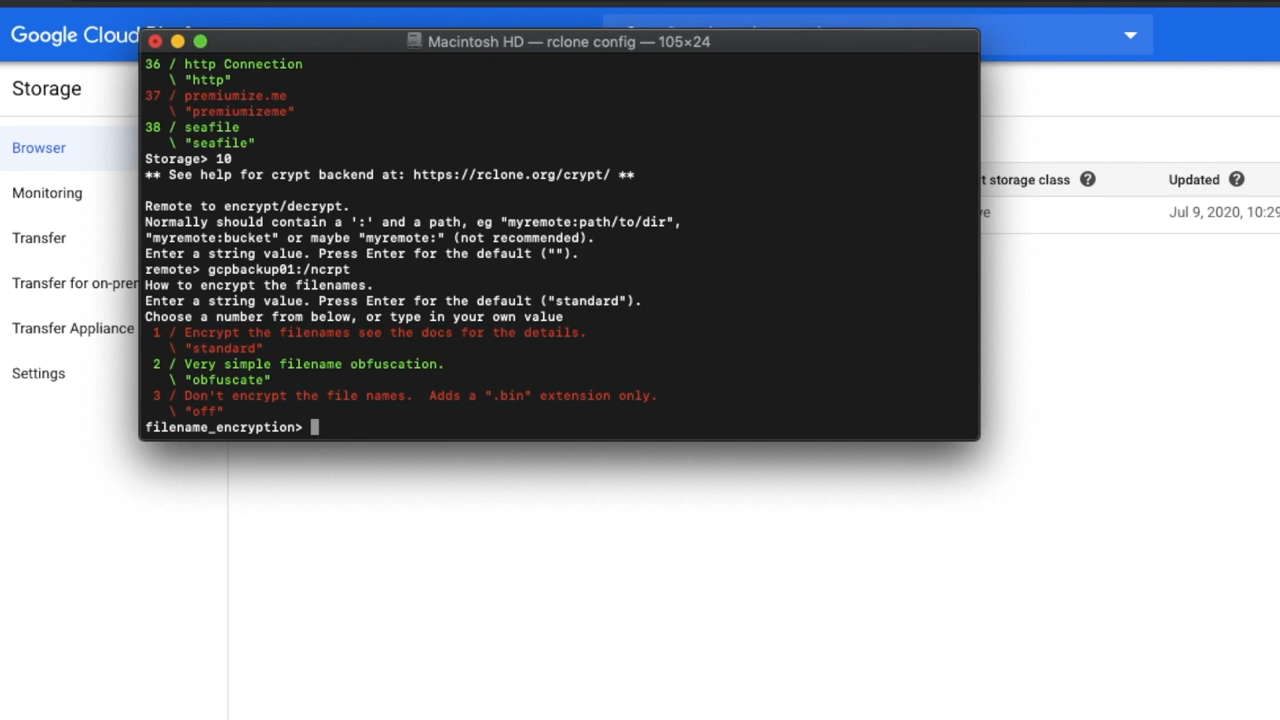 Google Cloud
Macintosh HD — rclone config — 105×24
Storage
Browser
Monitoring
Transfer
Transfer for on-prer
Transfer Appliance
Settings
36 / http Connection
\ "http"
37 / premiumize.me
\ "premiumizeme"
38 / seafile
\ "seafile"
Storage> 10
** See help for crypt backend at: https://rclone.org/crypt/ **
Remote to encrypt/decrypt.
Normally should contain a ':' and a path, eg "myremote:path/to/dir",
"myremote:bucket" or maybe "myremote:" (not recommended).
Enter a string value. Press Enter for the default ("").
remote> gcpbackup01:/ncrpt
How to encrypt the filenames.
Enter a string value. Press Enter for the default ("standard").
Choose a number from below, or type in your own value
1 / Encrypt the filenames see the docs for the details.
\ "standard"
2 / Very simple filename obfuscation.
\ "obfuscate"
3 / Don't encrypt the file names.  Adds a ".bin" extension only.
\ "off"
filename_encryption>
t storage class
Updated
ve
Jul 9, 2020, 10:29